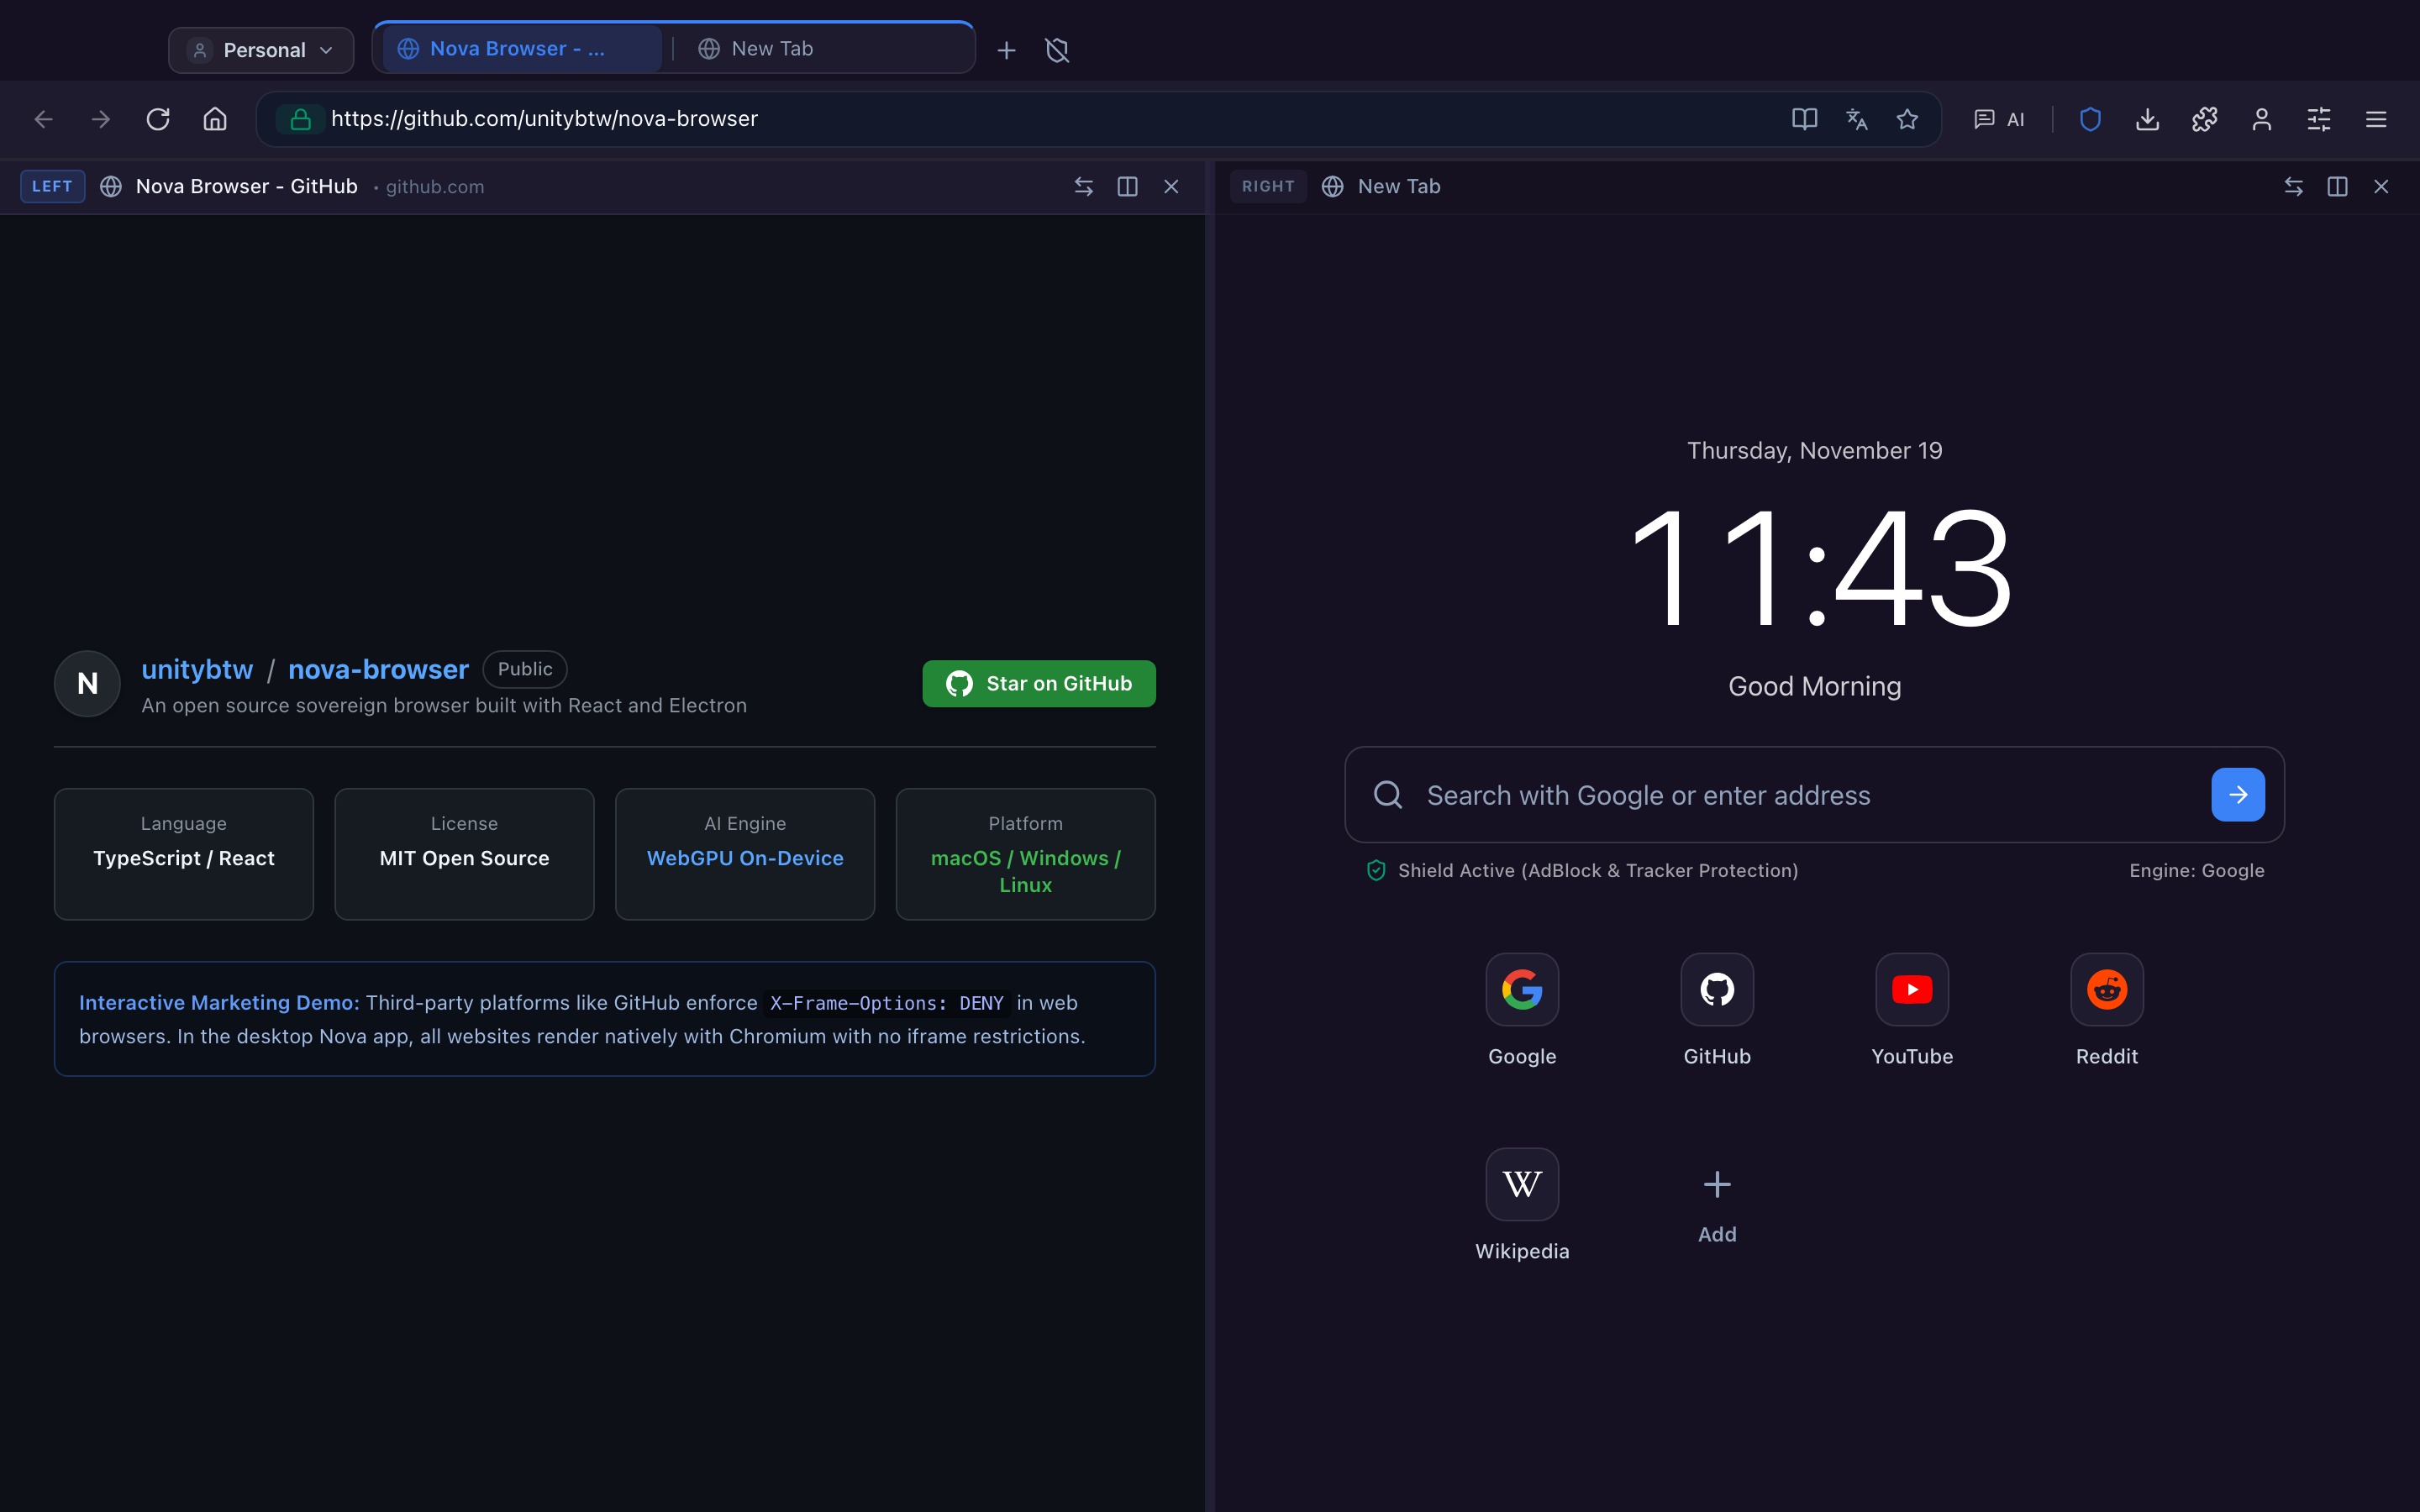 Personal
Nova Browser - ...
New Tab
https://github.com/unitybtw/nova-browser
AI
LEFT
Nova Browser - GitHub • github.com
RIGHT
New Tab
N
unitybtw / nova-browser
Public
An open source sovereign browser built with React and Electron
Star on GitHub
Language
TypeScript / React
License
MIT Open Source
AI Engine
WebGPU On-Device
Platform
macOS / Windows /
Linux
Interactive Marketing Demo: Third-party platforms like GitHub enforce X-Frame-Options: DENY in web
browsers. In the desktop Nova app, all websites render natively with Chromium with no iframe restrictions.
Thursday, November 19
11:43
Good Morning
Search with Google or enter address
Shield Active (AdBlock & Tracker Protection)
Engine: Google
Google
GitHub
YouTube
Reddit
W
Wikipedia
Add